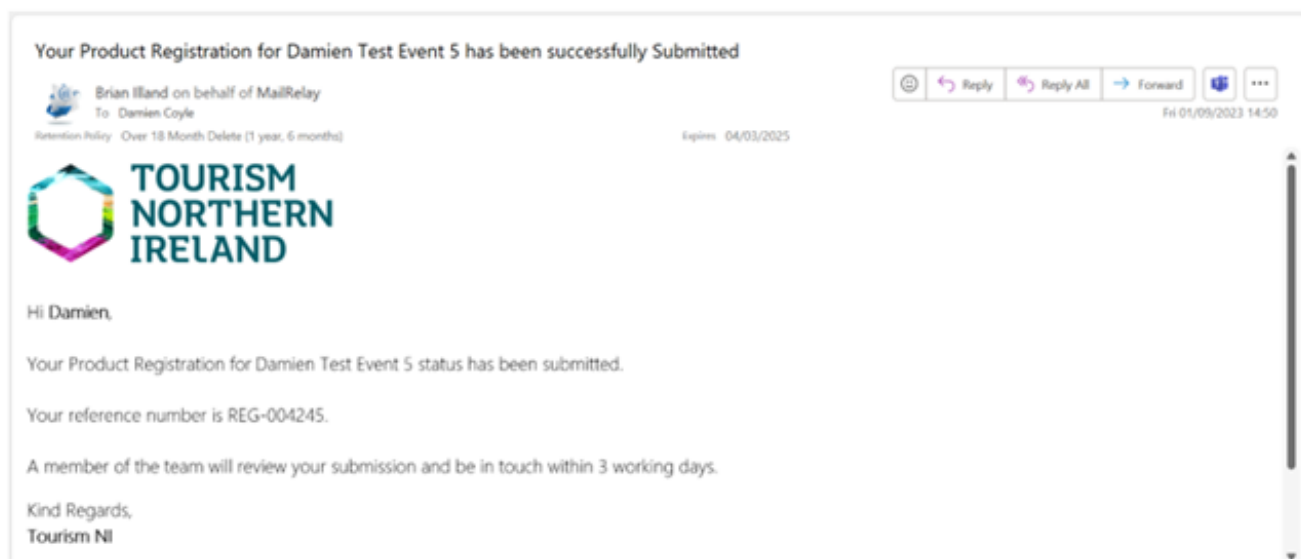 Your Product Registration for Damien Test Event 5 has been successfully Submitted
Brian Illand on behalf of MailRelay
To Damien Coyle
Reply
Reply All
Forward
Fri 01/09/2023 14:50
Retention Policy Over 18 Month Delete (1 year, 6 months)
Expires 04/03/2025
TOURISM
NORTHERN
IRELAND
Hi Damien,
Your Product Registration for Damien Test Event 5 status has been submitted.
Your reference number is REG-004245.
A member of the team will review your submission and be in touch within 3 working days.
Kind Regards,
Tourism NI